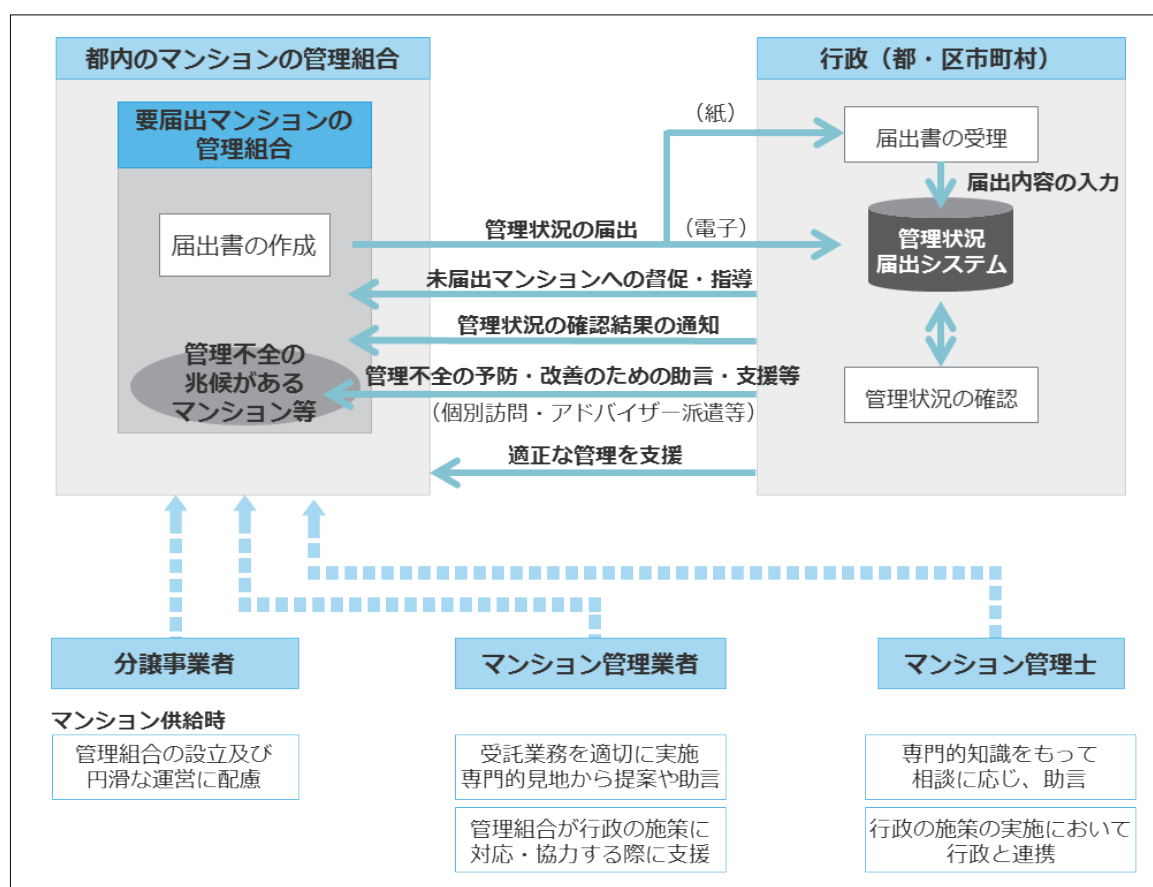 都内のマンションの管理組合
行政（都・区市町村）
要届出マンションの
管理組合
（紙）
届出書の受理
届出内容の入力
届出書の作成
管理状況の届出
（電子）
管理状況
届出システム
未届出マンションへの督促・指導
管理状況の確認結果の通知
管理不全の
兆候がある
マンション等
管理不全の予防・改善のための助言・支援等
（個別訪問・アドバイザー派遣等）
管理状況の確認
適正な管理を支援
分譲事業者
マンション管理業者
マンション管理士
マンション供給時
管理組合の設立及び
円滑な運営に配慮
受託業務を適切に実施
専門的見地から提案や助言
管理組合が行政の施策に
対応・協力する際に支援
専門的知識をもって
相談に応じ、助言
行政の施策の実施において
行政と連携